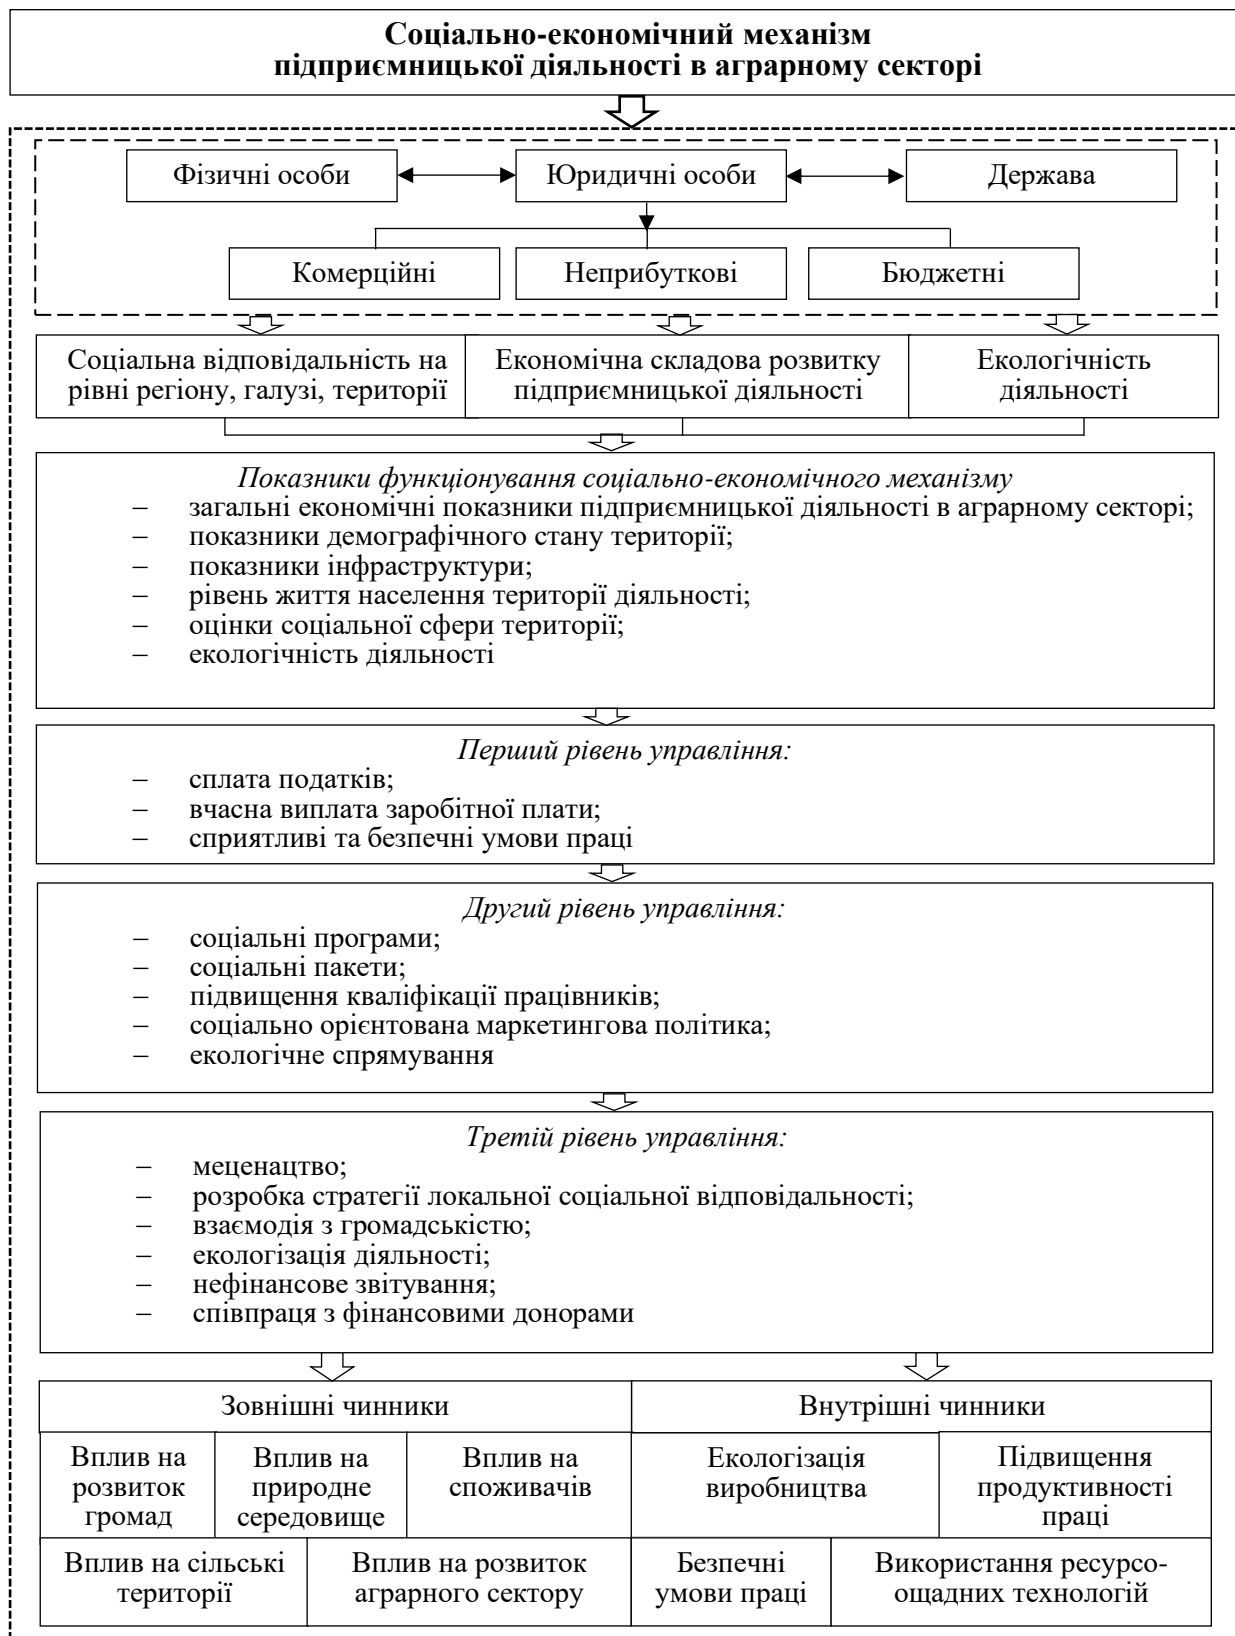 Соціально-економічний механізм
підприємницької діяльності в аграрному секторі
Фізичні особи
Юридичні особи
Держава
Комерційні
Неприбуткові
Бюджетні
Соціальна відповідальність на
рівні регіону, галузі, території
Економічна складова розвитку
підприємницької діяльності
Екологічність
діяльності
Показники функціонування соціально-економічного механізму
– загальні економічні показники підприємницької діяльності в аграрному секторі;
– показники демографічного стану території;
– показники інфраструктури;
– рівень життя населення території діяльності;
– оцінки соціальної сфери території;
– екологічність діяльності
Перший рівень управління:
– сплата податків;
– вчасна виплата заробітної плати;
– сприятливі та безпечні умови праці
Другий рівень управління:
– соціальні програми;
– соціальні пакети;
– підвищення кваліфікації працівників;
– соціально орієнтована маркетингова політика;
– екологічне спрямування
Третій рівень управління:
– меценацтво;
– розробка стратегії локальної соціальної відповідальності;
– взаємодія з громадськістю;
– екологізація діяльності;
– нефінансове звітування;
– співпраця з фінансовими донорами
Зовнішні чинники
Внутрішні чинники
Вплив на
розвиток
громад
Вплив на
природне
середовище
Вплив на
споживачів
Екологізація
виробництва
Підвищення
продуктивності
праці
Вплив на сільські
території
Вплив на розвиток
аграрного сектору
Безпечні
умови праці
Використання ресурсо-
ощадних технологій